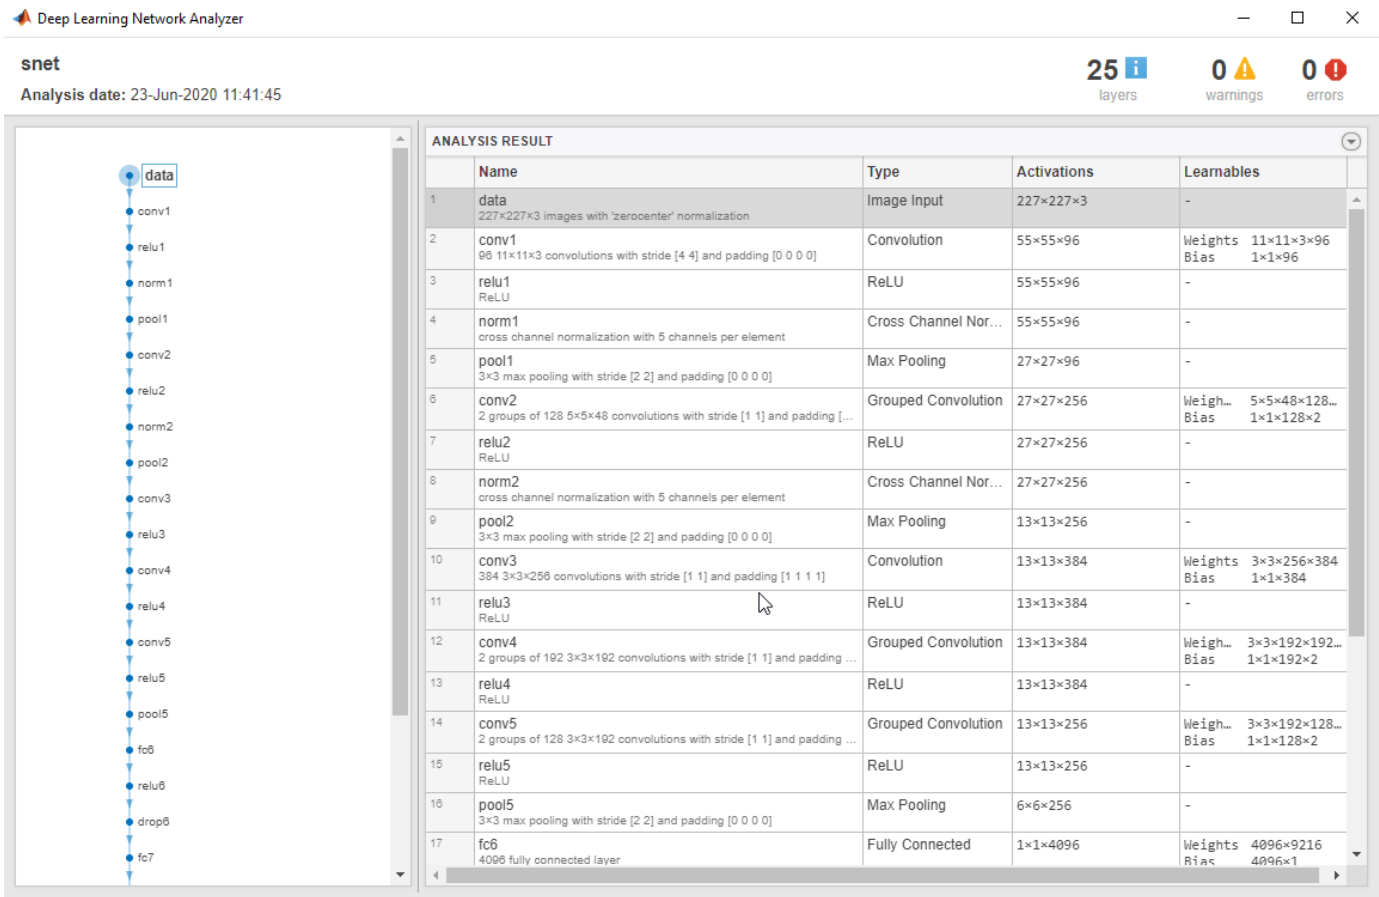 Deep Learning Network Analyzer
snet
Analysis date: 23-Jun-2020 11:41:45
25 i
layers
0
warnings
0
errors
data
conv1
relu1
norm1
pool1
conv2
relu2
norm2
pool2
conv3
relu3
conv4
relu4
conv5
relu5
pool5
fc6
relu6
drop6
fc7
ANALYSIS RESULT
Name Type Activations Learnables
1 data Image Input 227×227×3 -
227×227×3 images with 'zerocenter' normalization
2 conv1 Convolution 55×55×96 Weights 11×11×3×96
96 11×11×3 convolutions with stride [4 4] and padding [0 0 0 0] Bias 1×1×96
3 relu1 ReLU 55×55×96 -
ReLU
4 norm1 Cross Channel Nor... 55×55×96 -
cross channel normalization with 5 channels per element
5 pool1 Max Pooling 27×27×96 -
3×3 max pooling with stride [2 2] and padding [0 0 0 0]
6 conv2 Grouped Convolution 27×27×256 Weigh... 5×5×48×128...
2 groups of 128 5×5×48 convolutions with stride [1 1] and padding [... Bias 1×1×128×2
7 relu2 ReLU 27×27×256 -
ReLU
8 norm2 Cross Channel Nor... 27×27×256 -
cross channel normalization with 5 channels per element
9 pool2 Max Pooling 13×13×256 -
3×3 max pooling with stride [2 2] and padding [0 0 0 0]
10 conv3 Convolution 13×13×384 Weights 3×3×256×384
384 3×3×256 convolutions with stride [1 1] and padding [1 1 1 1] Bias 1×1×384
11 relu3 ReLU 13×13×384 -
ReLU
12 conv4 Grouped Convolution 13×13×384 Weigh... 3×3×192×192...
2 groups of 192 3×3×192 convolutions with stride [1 1] and padding ... Bias 1×1×192×2
13 relu4 ReLU 13×13×384 -
ReLU
14 conv5 Grouped Convolution 13×13×256 Weigh... 3×3×192×128...
2 groups of 128 3×3×192 convolutions with stride [1 1] and padding ... Bias 1×1×128×2
15 relu5 ReLU 13×13×256 -
ReLU
16 pool5 Max Pooling 6×6×256 -
3×3 max pooling with stride [2 2] and padding [0 0 0 0]
17 fc6 Fully Connected 1×1×4096 Weights 4096×9216
4096 fully connected layer Bias 4096×1